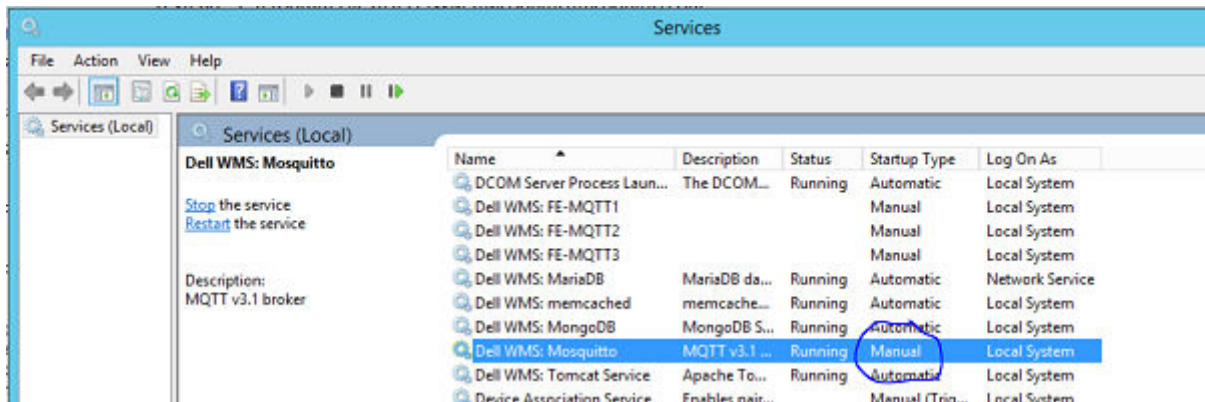 Services
File Action View Help
Services (Local)
Services (Local)
Dell WMS: Mosquitto
Stop the service
Restart the service
Description:
MQTT v3.1 broker
Name Description Status Startup Type Log On As
DCOM Server Process Laun... The DCOM... Running Automatic Local System
Dell WMS: FE-MQTT1 Manual Local System
Dell WMS: FE-MQTT2 Manual Local System
Dell WMS: FE-MQTT3 Manual Local System
Dell WMS: MariaDB MariaDB da... Running Automatic Network Service
Dell WMS: memcached memcache... Running Automatic Local System
Dell WMS: MongoDB MongoDB S... Running Automatic Local System
Dell WMS: Mosquitto MQTT v3.1 ... Running Manual Local System
Dell WMS: Tomcat Service Apache To... Running Automatic Local System
Device Association Service Enables pair... Manual (Trig... Local System